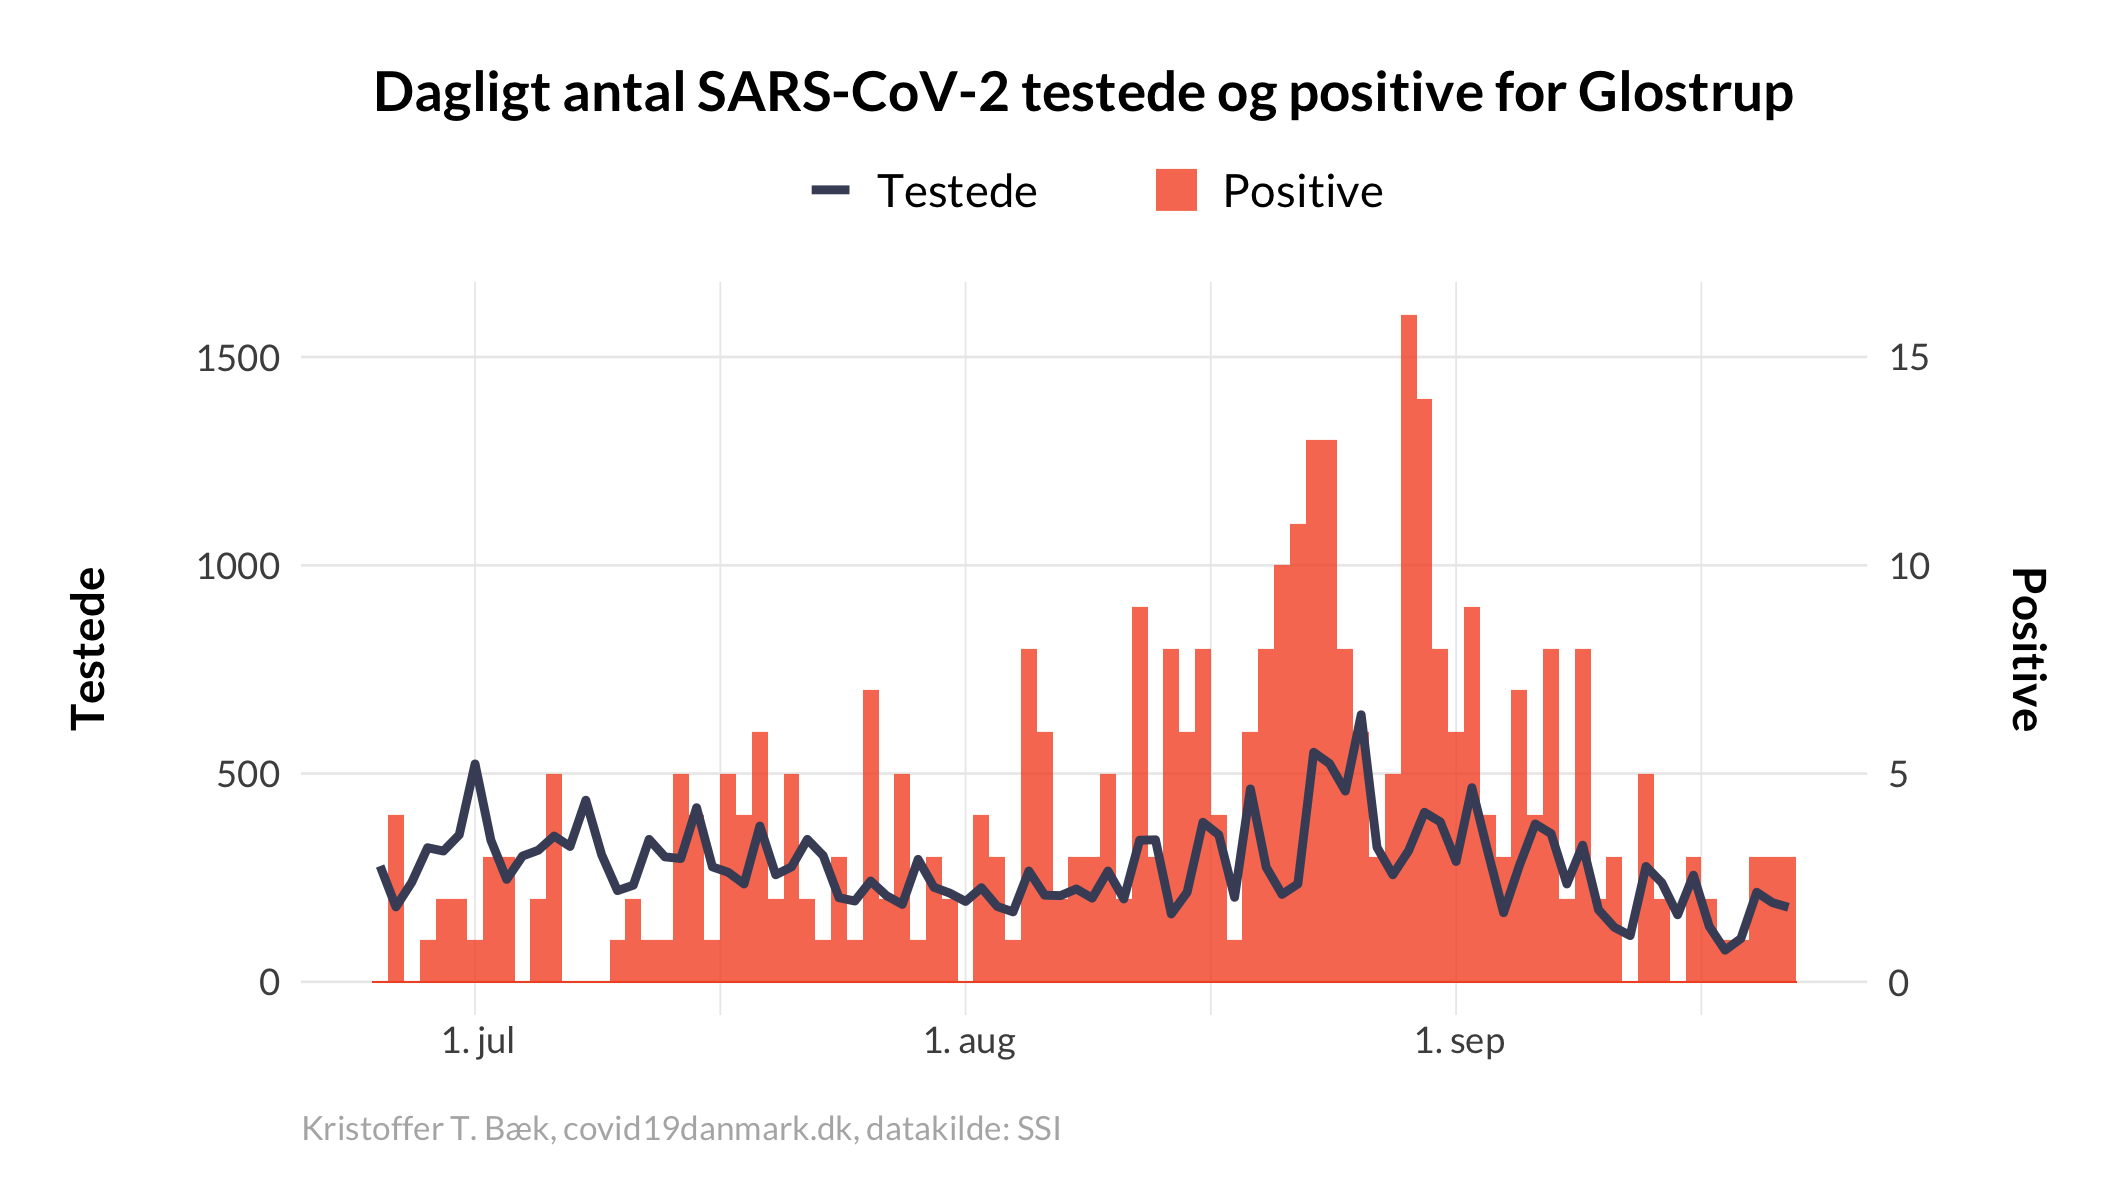 Dagligt antal SARS-CoV-2 testede og positive for Glostrup
Testede
Positive
1500
1000
500
0
Testede
15
10
5
0
Positive
1. jul
1. aug
1. sep
Kristoffer T. Bæk, covid19danmark.dk, datakilde: SSI